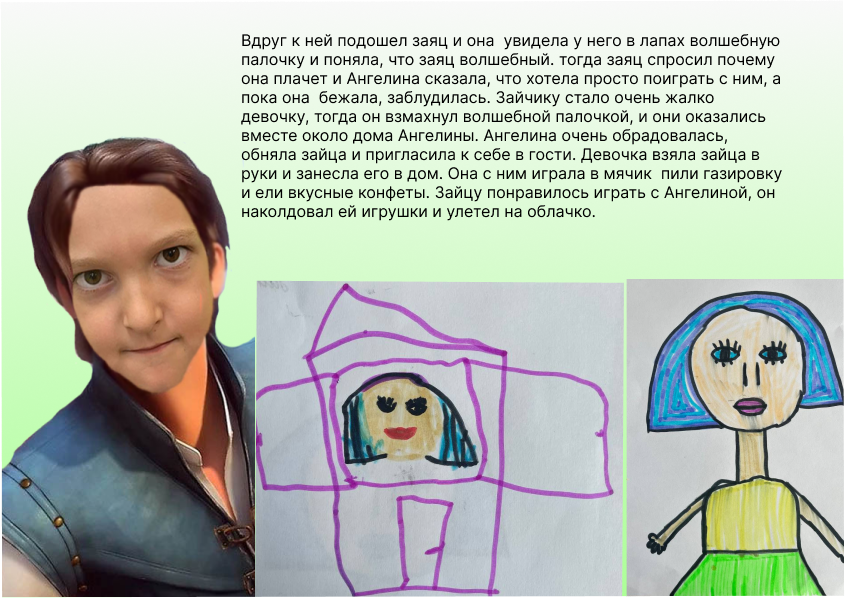 Вдруг к ней подошел заяц и она  увидела у него в лапах волшебную
палочку и поняла, что заяц волшебный. тогда заяц спросил почему
она плачет и Ангелина сказала, что хотела просто поиграть с ним, а
пока она  бежала, заблудилась. Зайчику стало очень жалко
девочку, тогда он взмахнул волшебной палочкой, и они оказались
вместе около дома Ангелины. Ангелина очень обрадовалась,
обняла зайца и пригласила к себе в гости. Девочка взяла зайца в
руки и занесла его в дом. Она с ним играла в мячик  пили газировку
и ели вкусные конфеты. Зайцу понравилось играть с Ангелиной, он
наколдовал ей игрушки и улетел на облачко.